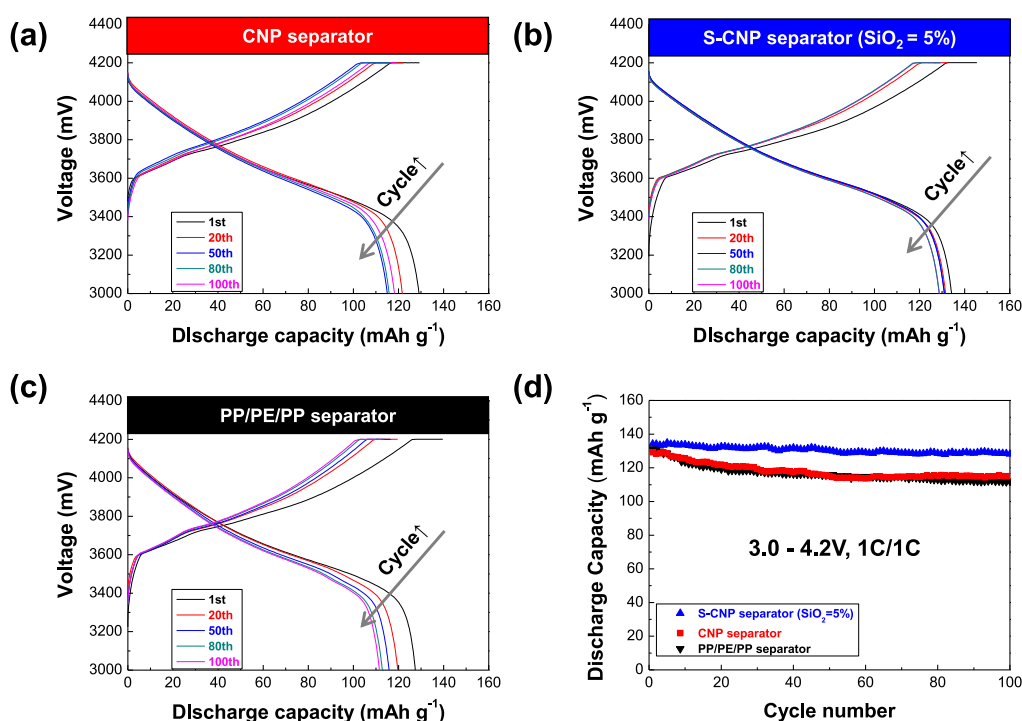 (a)
CNP separator
4400
4200
4000
3800
3600
3400
3200
3000
Voltage (mV)
Cycle↑
1st
20th
50th
80th
100th
0 20 40 60 80 100 120 140 160
DIscharge capacity (mAh g⁻¹)
(b)
S-CNP separator (SiO₂ = 5%)
4400
4200
4000
3800
3600
3400
3200
3000
Voltage (mV)
Cycle↑
1st
20th
50th
80th
100th
0 20 40 60 80 100 120 140 160
DIscharge capacity (mAh g⁻¹)
(c)
PP/PE/PP separator
4400
4200
4000
3800
3600
3400
3200
3000
Voltage (mV)
Cycle↑
1st
20th
50th
80th
100th
0 20 40 60 80 100 120 140 160
DIscharge capacity (mAh g⁻¹)
(d)
160
140
120
100
80
60
40
20
0
Discharge Capacity (mAh g⁻¹)
3.0 - 4.2V, 1C/1C
S-CNP separator (SiO₂=5%)
CNP separator
PP/PE/PP separator
0 20 40 60 80 100
Cycle number